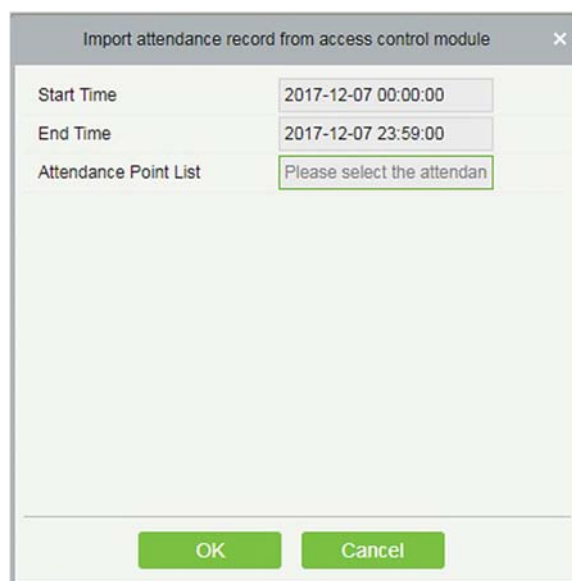 Import attendance record from access control module ×
Start Time 2017-12-07 00:00:00
End Time 2017-12-07 23:59:00
Attendance Point List Please select the attendan
OK Cancel